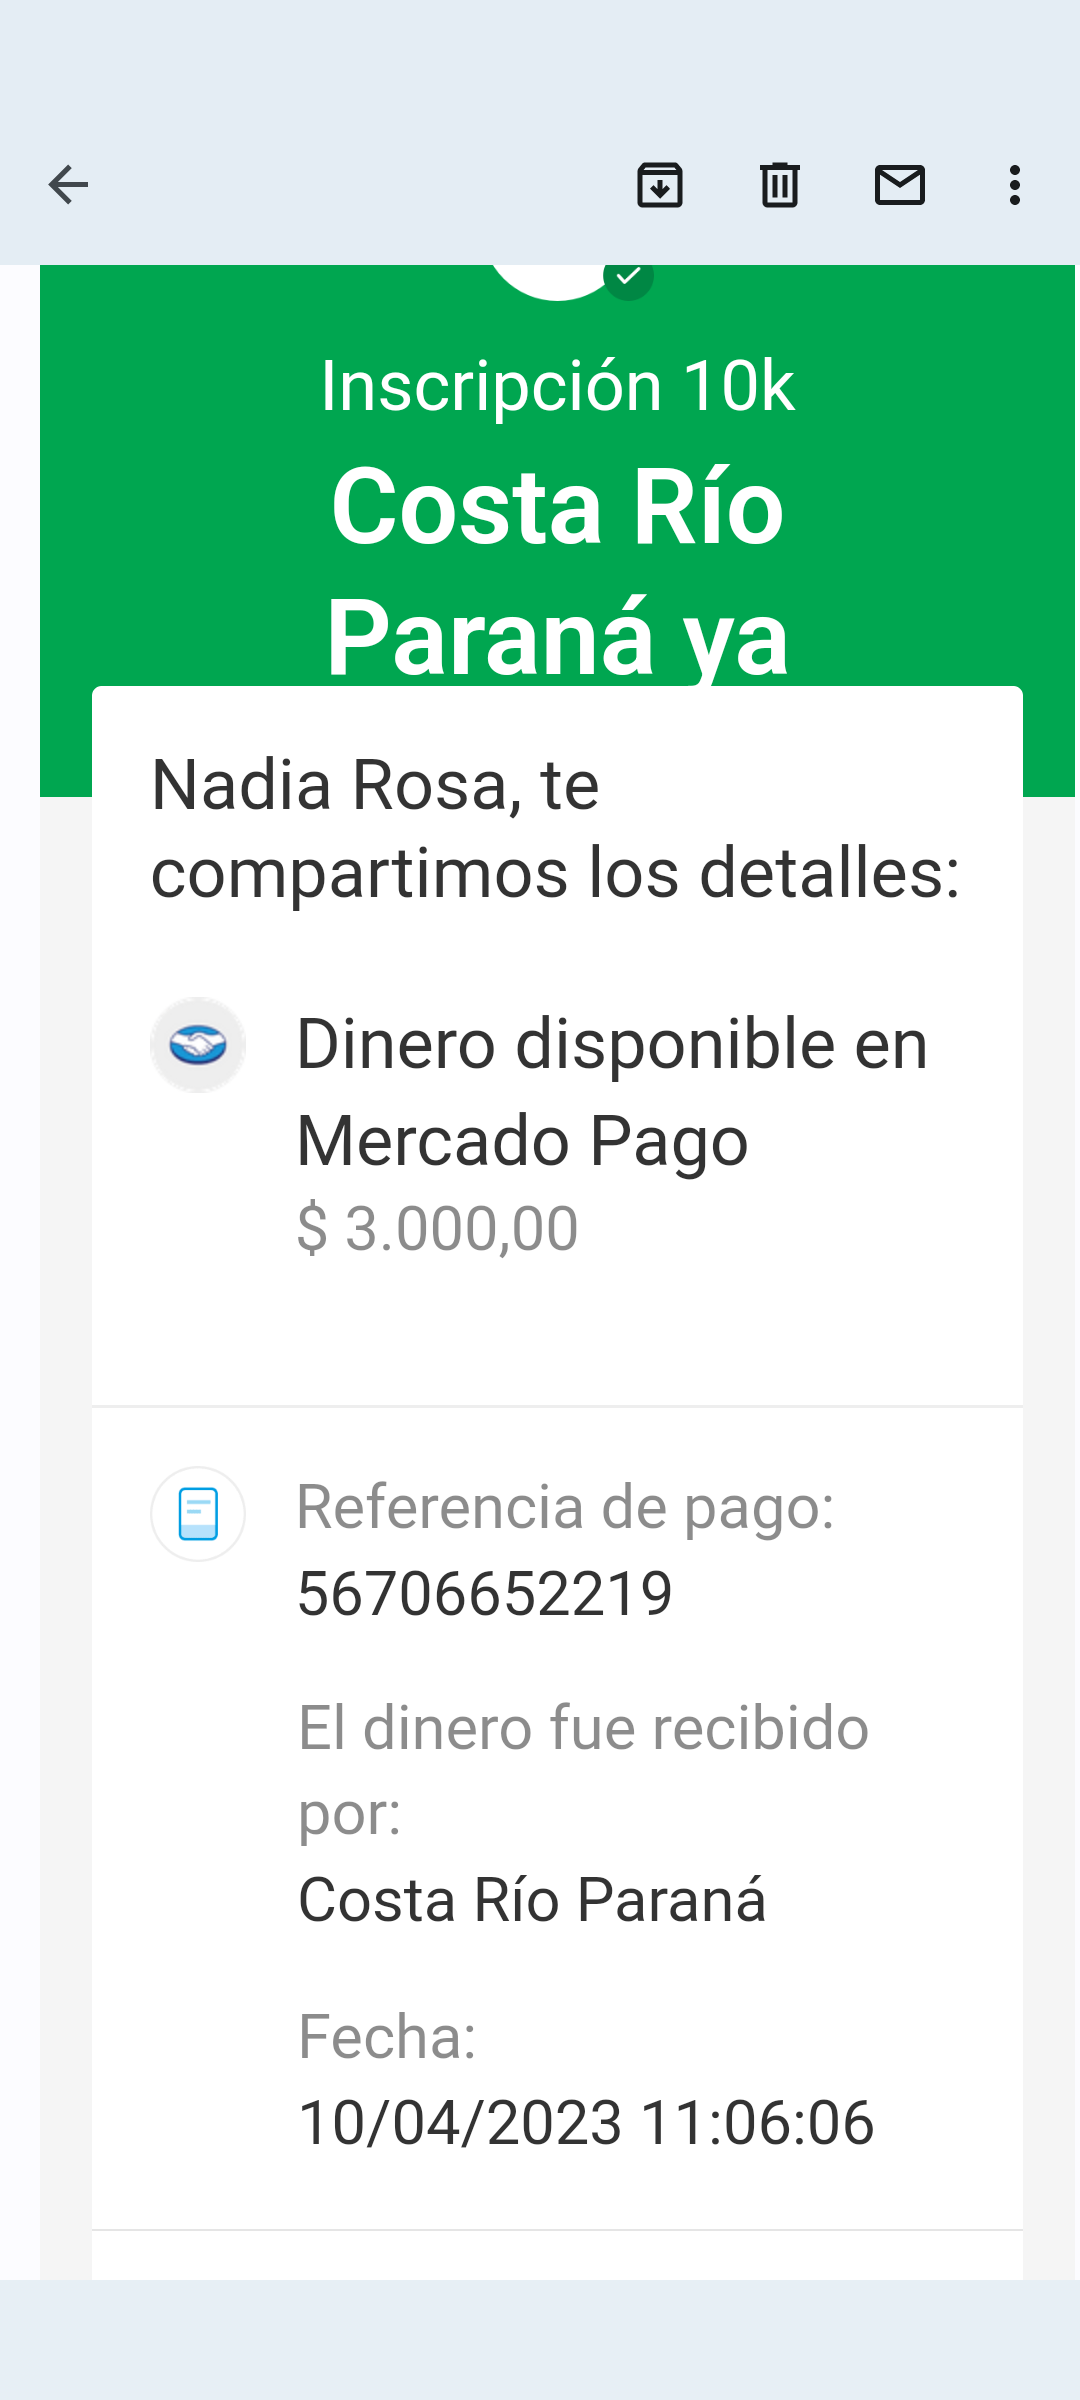 Inscripción 10k
Costa Río
Paraná ya
Nadia Rosa, te
compartimos los detalles:
Dinero disponible en
Mercado Pago
$ 3.000,00
Referencia de pago:
56706652219
El dinero fue recibido
por:
Costa Río Paraná
Fecha:
10/04/2023 11:06:06